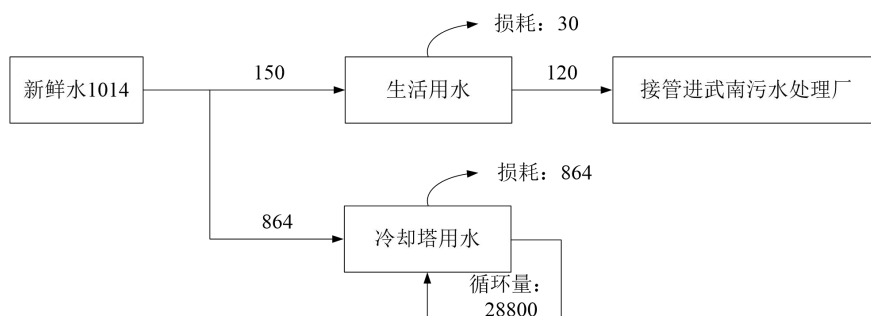 损耗：30
新鲜水1014
150
生活用水
120
接管进武南污水处理厂
损耗：864
864
冷却塔用水
循环量：
28800